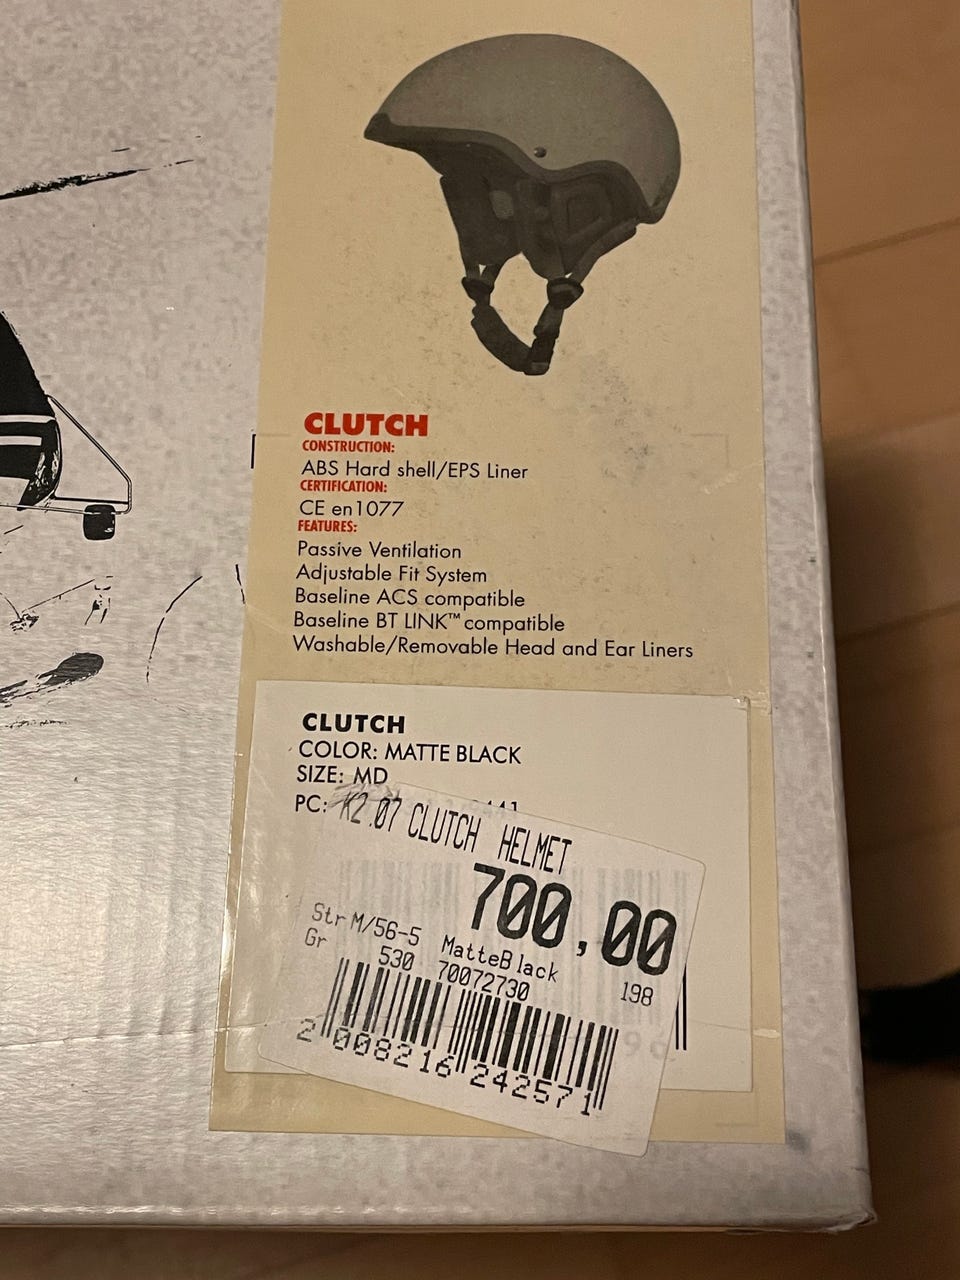 CLUTCH
CONSTRUCTION:
ABS Hard shell/EPS Liner
CERTIFICATION:
CE en1077
FEATURES:
Passive Ventilation
Adjustable Fit System
Baseline ACS compatible
Baseline BT LINK™ compatible
Washable/Removable Head and Ear Liners
CLUTCH
COLOR: MATTE BLACK
SIZE: MD
PC:
K2.07 CLUTCH HELMET
700,00
Str M/56-5 MatteBlack
Gr 530 70072730 198
2 008216 242571